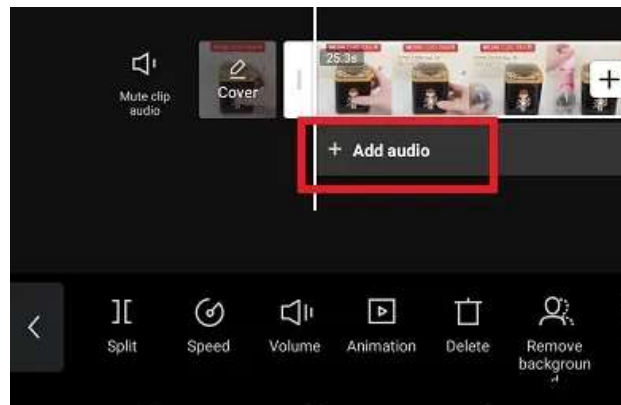 25.3s
Mute clip
audio
Cover
+ Add audio
Split
Speed
Volume
Animation
Delete
Remove
backgroun
d